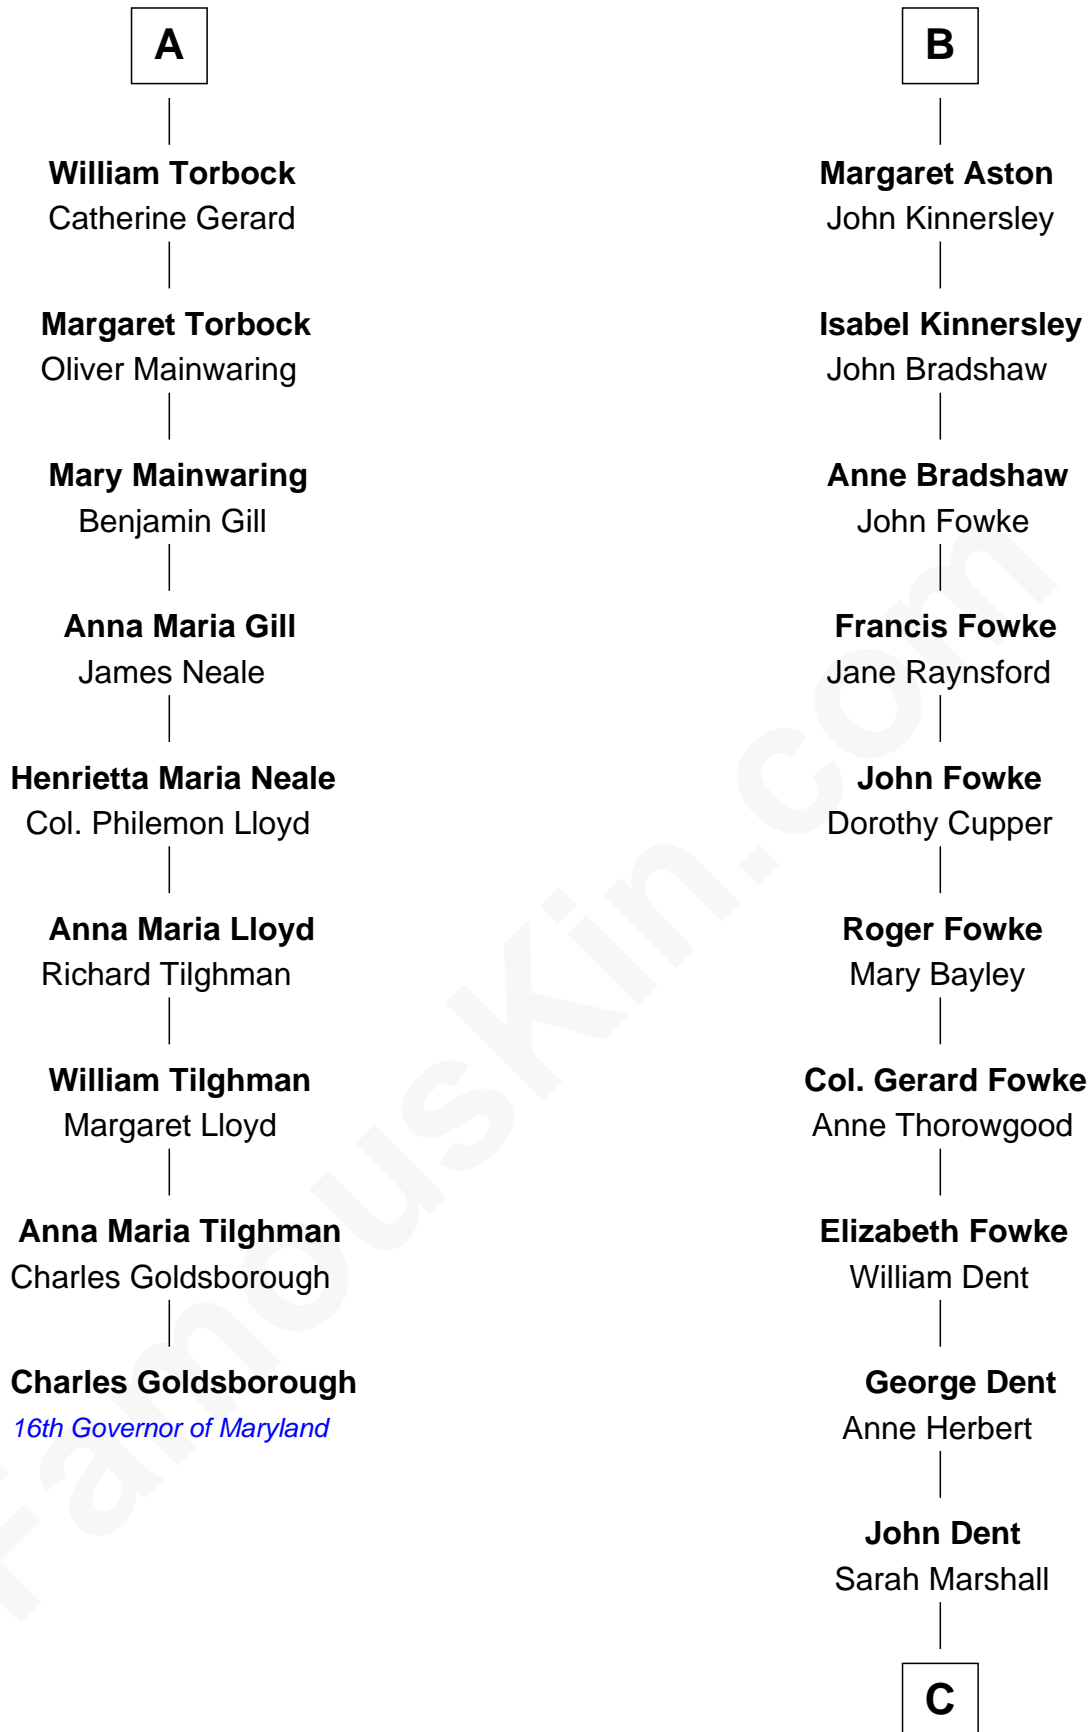 A
William Torbock
Catherine Gerard
Margaret Torbock
Oliver Mainwaring
Mary Mainwaring
Benjamin Gill
Anna Maria Gill
James Neale
Henrietta Maria Neale
Col. Philemon Lloyd
Anna Maria Lloyd
Richard Tilghman
William Tilghman
Margaret Lloyd
Anna Maria Tilghman
Charles Goldsborough
Charles Goldsborough
16th Governor of Maryland
B
Margaret Aston
John Kinnersley
Isabel Kinnersley
John Bradshaw
Anne Bradshaw
John Fowke
Francis Fowke
Jane Raynsford
John Fowke
Dorothy Cupper
Roger Fowke
Mary Bayley
Col. Gerard Fowke
Anne Thorowgood
Elizabeth Fowke
William Dent
George Dent
Anne Herbert
John Dent
Sarah Marshall
C
FamousKin.com